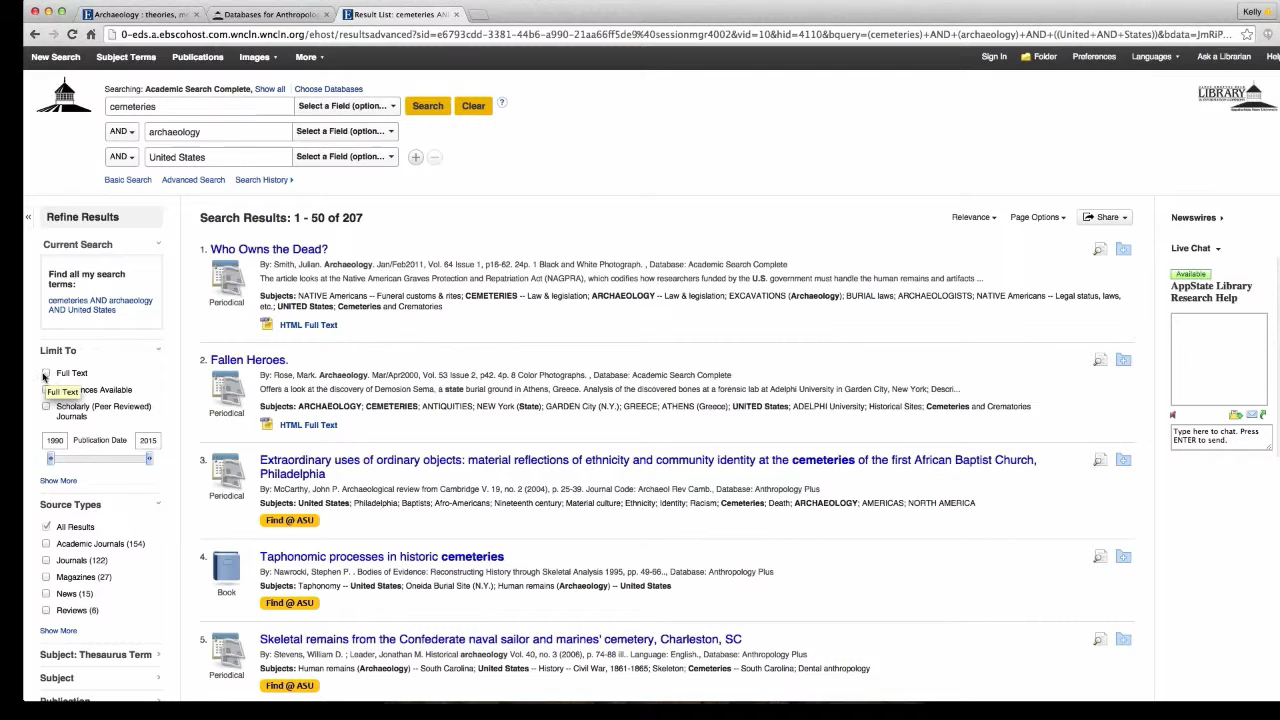 Archaeology : theories, m
Databases for Anthropolo
Result List: cemeteries AN
Kelly
0-eds.a.ebscohost.com.wncln.wncln.org/ehost/resultsadvanced?sid=e6793cdd-3381-44b6-a990-21aa66ff5de9%40sessionmgr4002&vid=10&hid=4110&bquery=(cemeteries)+AND+(archaeology)+AND+((United+AND+States))&bdata=JmRiP...
New Search Subject Terms Publications Images More Sign In Folder Preferences Languages Ask a Librarian Hel
Searching: Academic Search Complete, Show all Choose Databases
cemeteries Select a Field (option... Search Clear ?
AND archaeology Select a Field (option...
AND United States Select a Field (option...
Basic Search Advanced Search Search History
LIBRARY
Refine Results
Current Search
Find all my search
terms:
cemeteries AND archaeology
AND United States
Limit To
Full Text
nces Available
Full Text
Scholarly (Peer Reviewed)
Journals
1990 Publication Date 2015
Show More
Source Types
All Results
Academic Journals (154)
Journals (122)
Magazines (27)
News (15)
Reviews (6)
Show More
Subject: Thesaurus Term
Subject
Search Results: 1 - 50 of 207
Relevance Page Options Share
1. Who Owns the Dead?
By: Smith, Julian. Archaeology. Jan/Feb2011, Vol. 64 Issue 1, p16-62. 24p. 1 Black and White Photograph. , Database: Academic Search Complete
The article looks at the Native American Graves Protection and Repatriation Act (NAGPRA), which codifies how researchers funded by the U.S. government must handle the human remains and artifacts ...
Periodical
Subjects: NATIVE Americans -- Funeral customs & rites; CEMETERIES -- Law & legislation; ARCHAEOLOGY -- Law & legislation; EXCAVATIONS (Archaeology); BURIAL laws; ARCHAEOLOGISTS; NATIVE Americans -- Legal status, laws,
etc.; UNITED States; Cemeteries and Crematories
HTML Full Text
2. Fallen Heroes.
By: Rose, Mark. Archaeology. Mar/Apr2000, Vol. 53 Issue 2, p42. 4p. 8 Color Photographs. , Database: Academic Search Complete
Offers a look at the discovery of Demosion Sema, a state burial ground in Athens, Greece. Analysis of the discovered bones at a forensic lab at Adelphi University in Garden City, New York; Descri...
Periodical
Subjects: ARCHAEOLOGY; CEMETERIES; ANTIQUITIES; NEW York (State); GARDEN City (N.Y.); GREECE; ATHENS (Greece); UNITED States; ADELPHI University; Historical Sites; Cemeteries and Crematories
HTML Full Text
3. Extraordinary uses of ordinary objects: material reflections of ethnicity and community identity at the cemeteries of the first African Baptist Church,
Philadelphia
By: McCarthy, John P. Archaeological review from Cambridge V. 19, no. 2 (2004), p. 25-39. Journal Code: Archaeol Rev Camb., Database: Anthropology Plus
Periodical
Subjects: United States; Philadelphia; Baptists; Afro-Americans; Nineteenth century; Material culture; Ethnicity; Identity; Racism; Cemeteries; Death; ARCHAEOLOGY; AMERICAS; NORTH AMERICA
Find @ ASU
4. Taphonomic processes in historic cemeteries
By: Nawrocki, Stephen P. . Bodies of Evidence: Reconstructing History through Skeletal Analysis 1995, pp. 49-66.. , Database: Anthropology Plus
Subjects: Taphonomy -- United States; Oneida Burial Site (N.Y.); Human remains (Archaeology) -- United States
Book
Find @ ASU
5. Skeletal remains from the Confederate naval sailor and marines' cemetery, Charleston, SC
By: Stevens, William D. ; Leader, Jonathan M. Historical archaeology Vol. 40, no. 3 (2006), p. 74-88 ill.. Language: English., Database: Anthropology Plus
Subjects: Human remains (Archaeology) -- South Carolina; United States -- History -- Civil War, 1861-1865; Skeleton; Cemeteries -- South Carolina; Dental anthropology
Periodical
Find @ ASU
Newswires
Live Chat
Available
AppState Library
Research Help
Type here to chat. Press
ENTER to send.